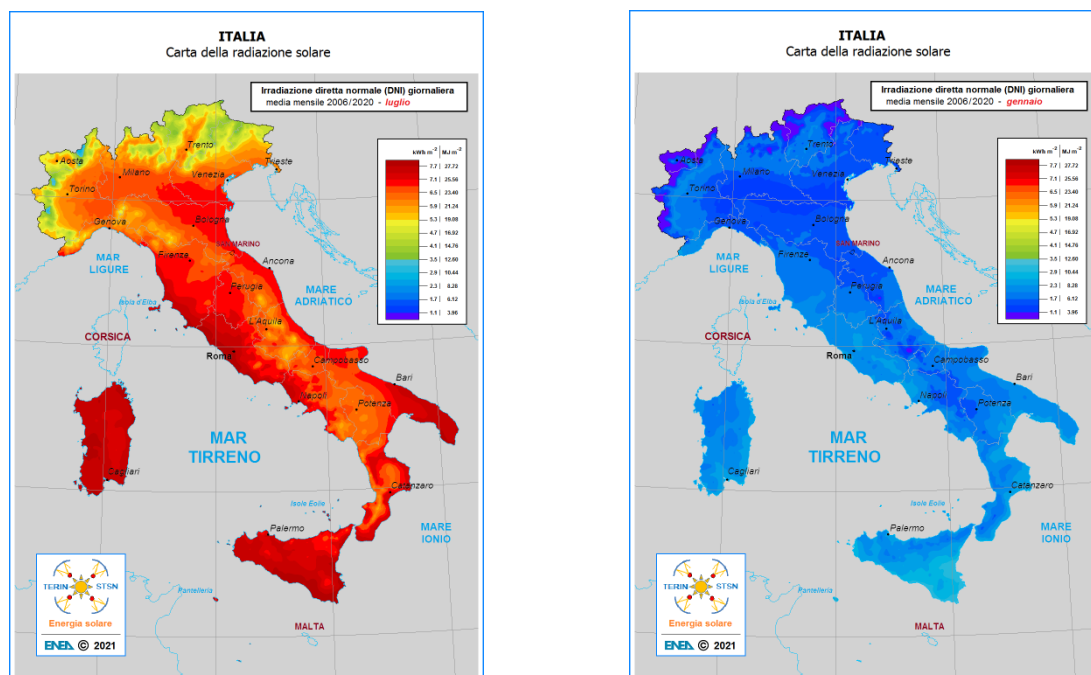 ITALIA
Carta della radiazione solare
Irradiazione diretta normale (DNI) giornaliera
media mensile 2006/2020 - luglio
kWh m⁻² MJ m⁻²
7.7 27.72
7.1 25.56
6.5 23.40
5.9 21.24
5.3 19.08
4.7 16.92
4.1 14.76
3.5 12.60
2.9 10.44
2.3 8.28
1.7 6.12
1.1 3.96
Trento
Aosta
Trieste
Milano
Venezia
Torino
Bologna
Genova
SAN MARINO
Firenze
MAR
LIGURE
Ancona
MARE
ADRIATICO
Perugia
Isola d'Elba
L'Aquila
CORSICA
Roma
Campobasso
Bari
Napoli
Potenza
MAR
TIRRENO
Cagliari
Catanzaro
Isole Eolie
MARE
IONIO
Palermo
TERIN STSN
Energia solare
ENEA © 2021
Pantelleria
MALTA
ITALIA
Carta della radiazione solare
Irradiazione diretta normale (DNI) giornaliera
media mensile 2006/2020 - gennaio
kWh m⁻² MJ m⁻²
7.7 27.72
7.1 25.56
6.5 23.40
5.9 21.24
5.3 19.08
4.7 16.92
4.1 14.76
3.5 12.60
2.9 10.44
2.3 8.28
1.7 6.12
1.1 3.96
Trento
Aosta
Trieste
Milano
Venezia
Torino
Bologna
Genova
SAN MARINO
Firenze
MAR
LIGURE
Ancona
MARE
ADRIATICO
Perugia
Isola d'Elba
L'Aquila
CORSICA
Roma
Campobasso
Bari
Napoli
Potenza
MAR
TIRRENO
Cagliari
Catanzaro
Isole Eolie
MARE
IONIO
Palermo
TERIN STSN
Energia solare
ENEA © 2021
Pantelleria
MALTA